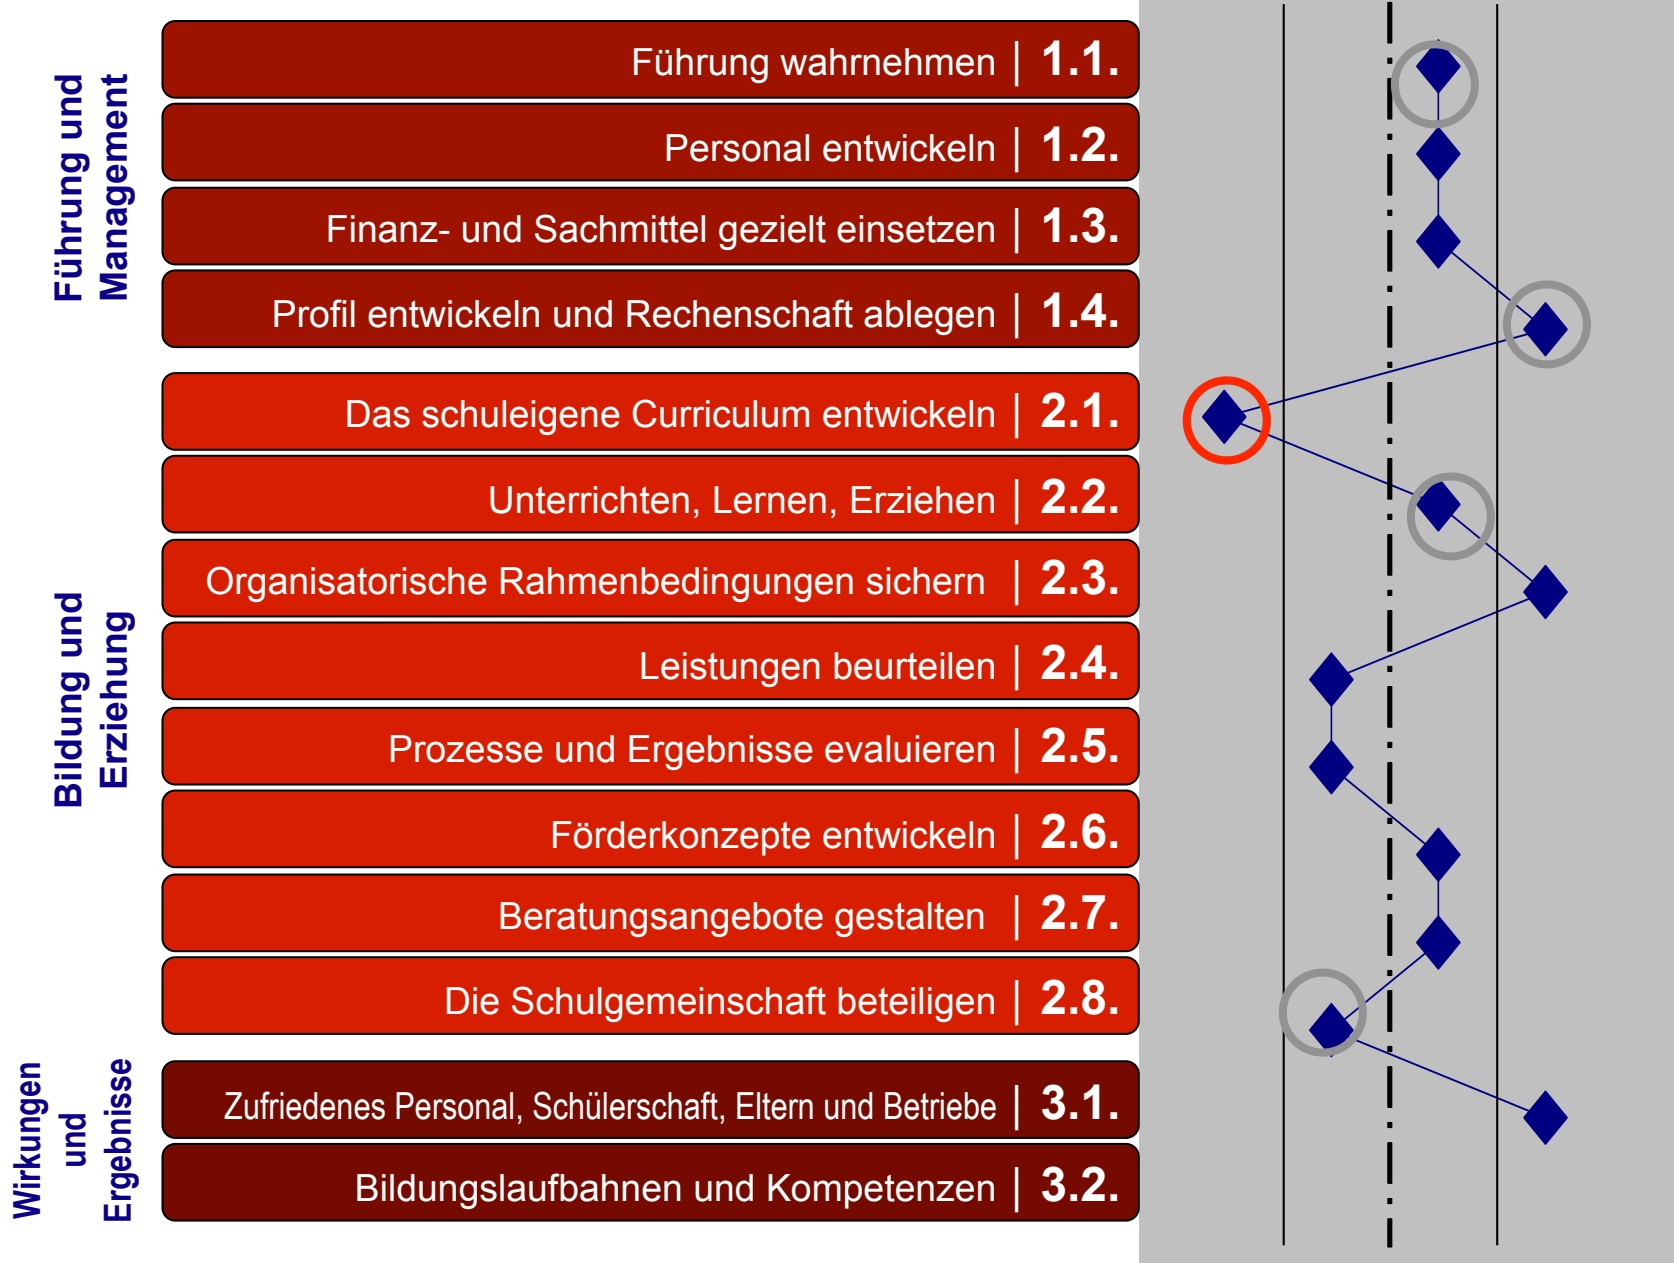 Führung und
Management
Führung wahrnehmen | 1.1.
Personal entwickeln | 1.2.
Finanz- und Sachmittel gezielt einsetzen | 1.3.
Profil entwickeln und Rechenschaft ablegen | 1.4.
Bildung und
Erziehung
Das schuleigene Curriculum entwickeln | 2.1.
Unterrichten, Lernen, Erziehen | 2.2.
Organisatorische Rahmenbedingungen sichern | 2.3.
Leistungen beurteilen | 2.4.
Prozesse und Ergebnisse evaluieren | 2.5.
Förderkonzepte entwickeln | 2.6.
Beratungsangebote gestalten | 2.7.
Die Schulgemeinschaft beteiligen | 2.8.
Wirkungen
und
Ergebnisse
Zufriedenes Personal, Schülerschaft, Eltern und Betriebe | 3.1.
Bildungslaufbahnen und Kompetenzen | 3.2.